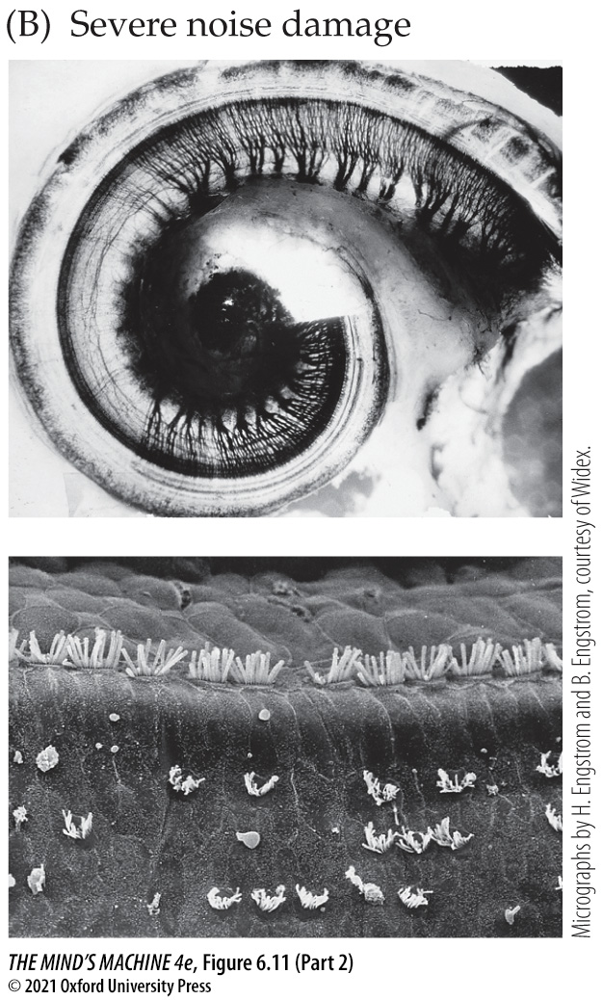 (B) Severe noise damage
Micrographs by H. Engstrom and B. Engstrom, courtesy of Widex.
THE MIND'S MACHINE 4e, Figure 6.11 (Part 2)
© 2021 Oxford University Press